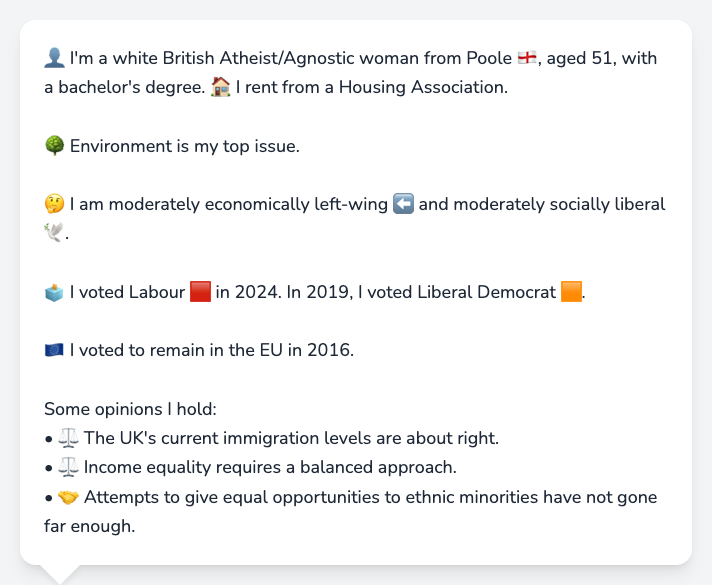 👤 I'm a white British Atheist/Agnostic woman from Poole 🏴󠁧󠁢󠁥󠁮󠁧󠁿, aged 51, with
a bachelor's degree. 🏠 I rent from a Housing Association.
🌳 Environment is my top issue.
🤔 I am moderately economically left-wing ⬅️ and moderately socially liberal
🕊️.
🗳️ I voted Labour 🟥 in 2024. In 2019, I voted Liberal Democrat 🟧.
🇪🇺 I voted to remain in the EU in 2016.
Some opinions I hold:
• ⚖️ The UK's current immigration levels are about right.
• ⚖️ Income equality requires a balanced approach.
• 🤝 Attempts to give equal opportunities to ethnic minorities have not gone
far enough.